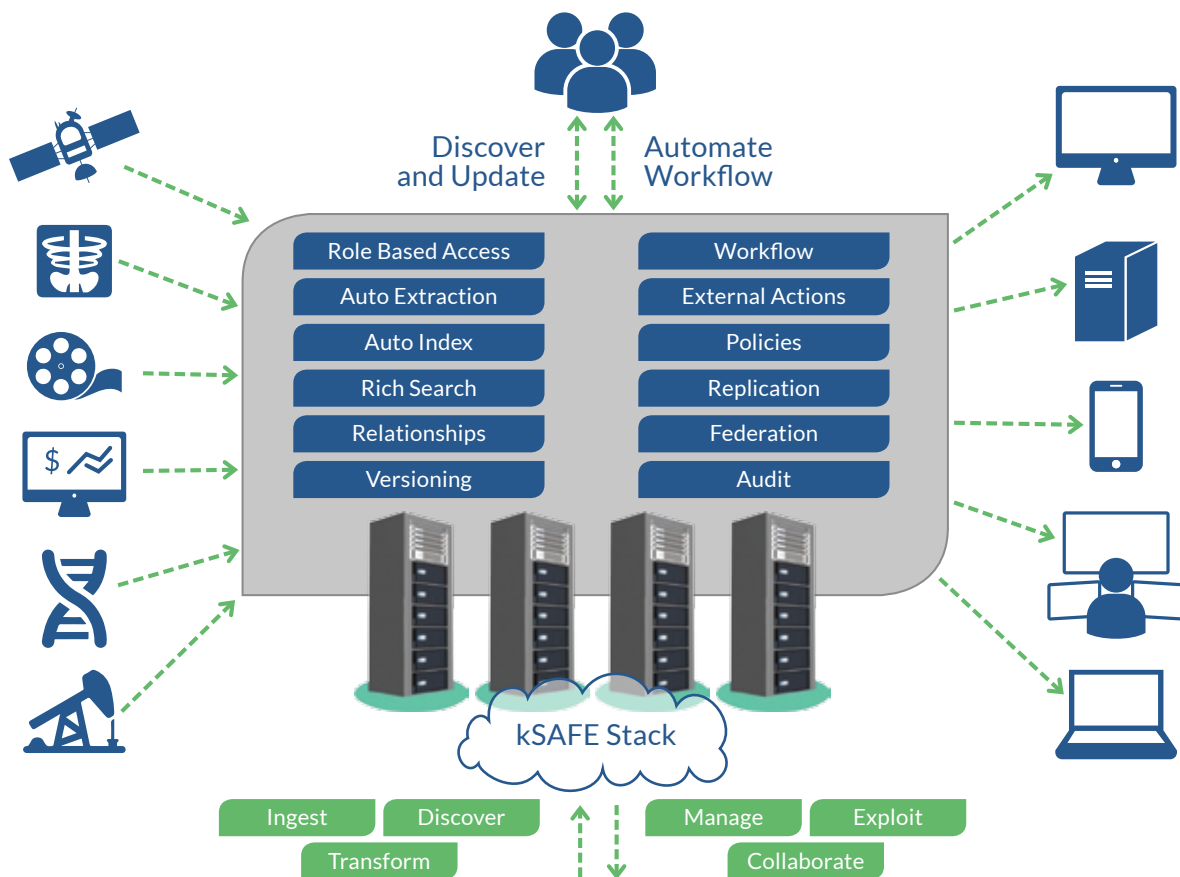 Discover
and Update
Automate
Workflow
Role Based Access
Auto Extraction
Auto Index
Rich Search
Relationships
Versioning
Workflow
External Actions
Policies
Replication
Federation
Audit
$
kSAFE Stack
Ingest
Discover
Transform
Manage
Exploit
Collaborate